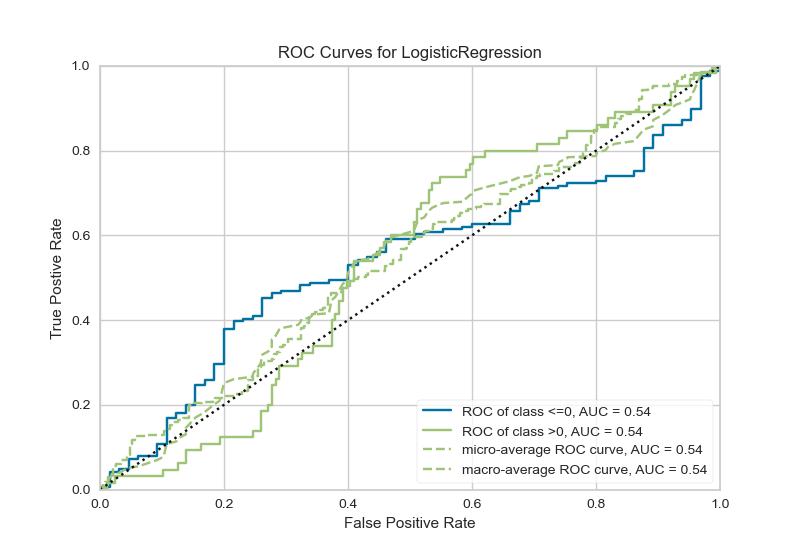 ROC Curves for LogisticRegression
1.0
0.8
0.6
0.4
0.2
0.0
True Postive Rate
ROC of class <=0, AUC = 0.54
ROC of class >0, AUC = 0.54
micro-average ROC curve, AUC = 0.54
macro-average ROC curve, AUC = 0.54
0.0 0.2 0.4 0.6 0.8 1.0
False Positive Rate